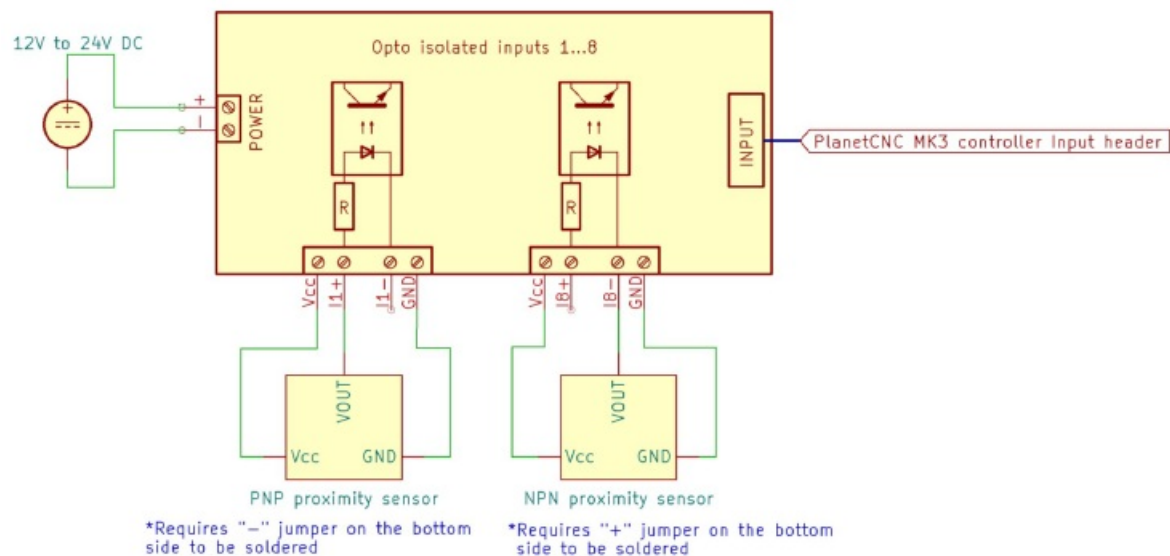 12V to 24V DC
Opto isolated inputs 1...8
+
+
-
POWER
R
R
INPUT
PlanetCNC MK3 controller Input header
Vcc
I1+
I1-
GND
Vcc
I8+
I8-
GND
VOUT
Vcc
GND
VOUT
Vcc
GND
PNP proximity sensor
NPN proximity sensor
*Requires "-" jumper on the bottom
side to be soldered
*Requires "+" jumper on the bottom
side to be soldered